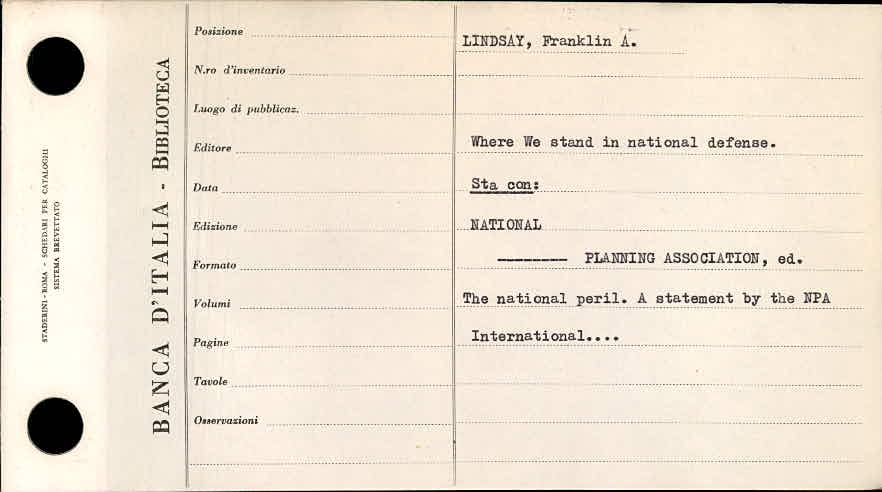 STADERINI - ROMA - SCHEDARI PER CATALOGHI
SISTEMA BREVETTATO
BANCA D'ITALIA - BIBLIOTECA
Posizione
N.ro d'inventario
Luogo di pubblicaz.
Editore
Data
Edizione
Formato
Volumi
Pagine
Tavole
Osservazioni
LINDSAY, Franklin A.
Where We stand in national defense.
Sta con:
NATIONAL
-------- PLANNING ASSOCIATION, ed.
The national peril. A statement by the NPA
International....